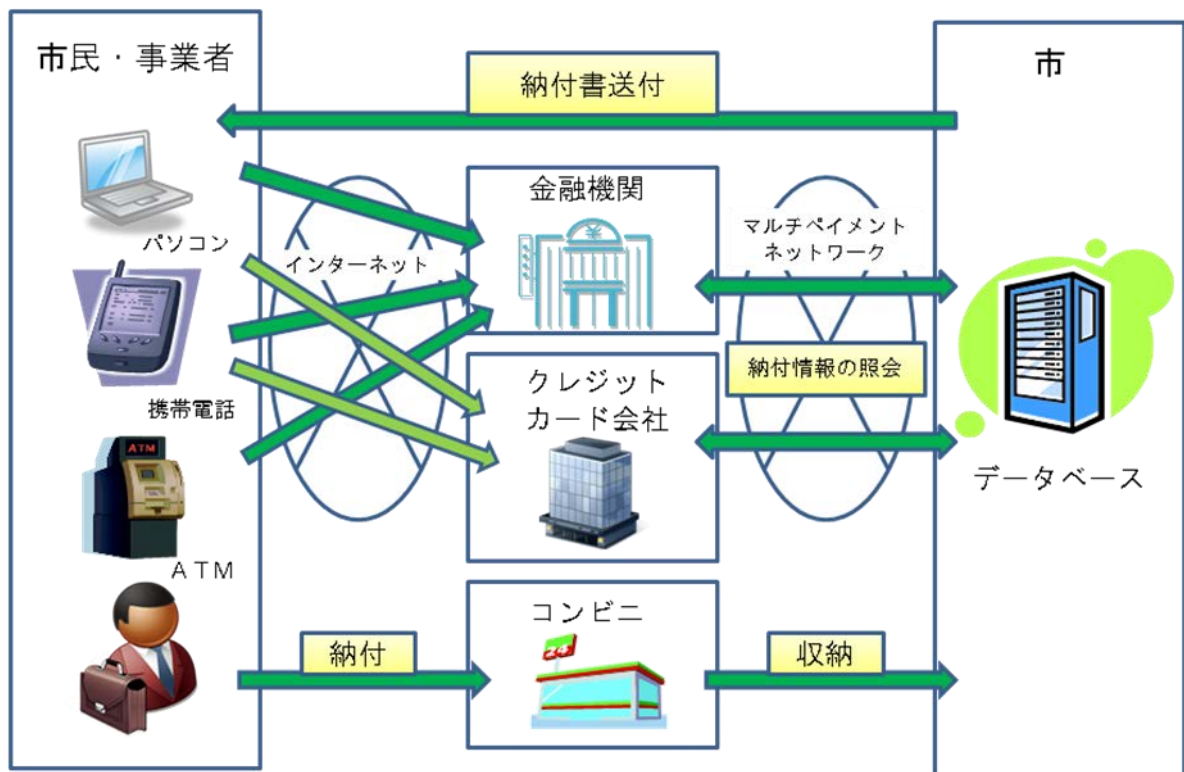 市民・事業者
市
納付書送付
パソコン
携帯電話
ATM
ＡＴＭ
インターネット
金融機関
¥
クレジット
カード会社
マルチペイメント
ネットワーク
納付情報の照会
データベース
納付
コンビニ
24
収納